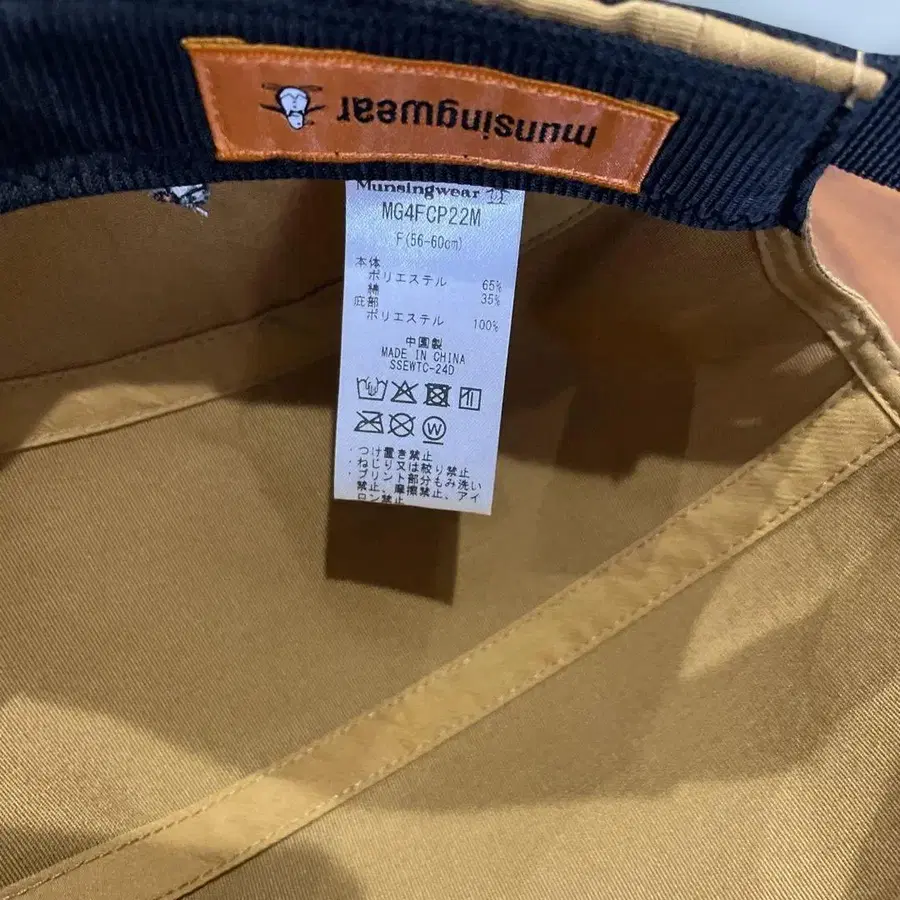 munsingwear
Munsingwear
MG4FCP22M
F(56-60cm)
本体
ポリエステル 65%
綿 35%
庇部
ポリエステル 100%
中国製
MADE IN CHINA
SSEWTC-24D
W
・つけ置き禁止
・ねじり又は絞り禁止
・プリント部分もみ洗い
禁止、摩擦禁止、アイ
ロン禁止